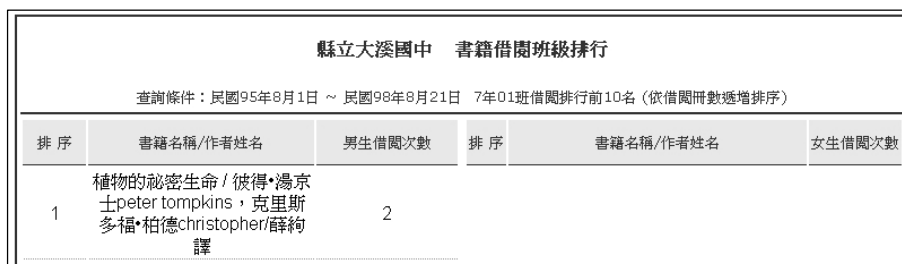 縣立大溪國中 書籍借閱班級排行
查詢條件：民國95年8月1日 ~ 民國98年8月21日 7年01班借閱排行前10名 (依借閱冊數遞增排序)
排 序 書籍名稱/作者姓名 男生借閱次數 排 序 書籍名稱/作者姓名 女生借閱次數
植物的祕密生命 / 彼得•湯京
士peter tompkins，克里斯
1 多福•柏德christopher/薛絢 2
譯